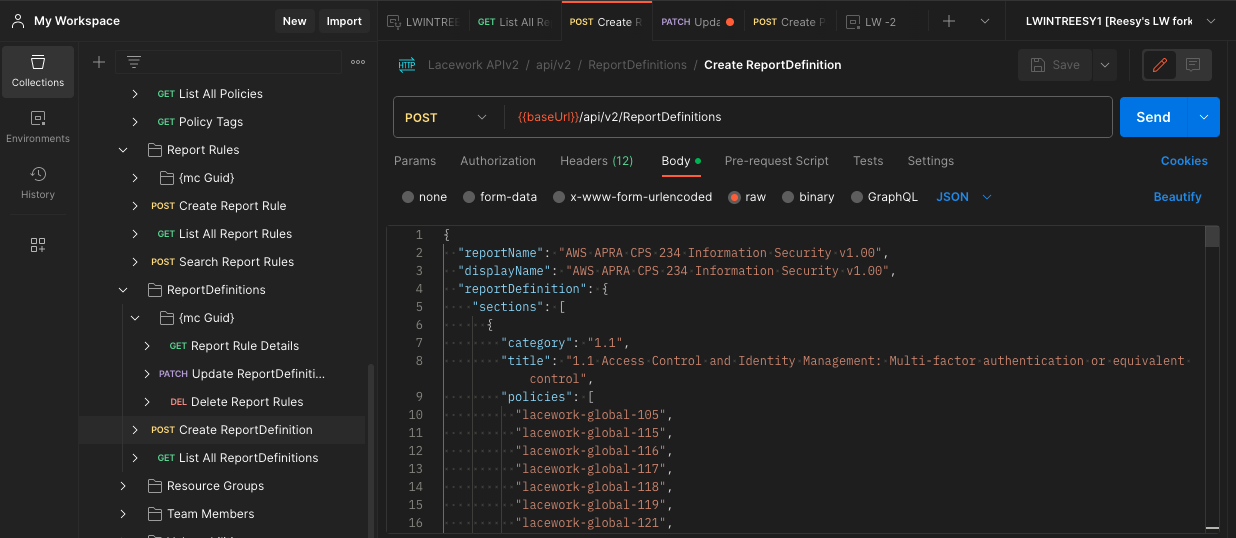 My Workspace
New
Import
LWINTREE
GET List All Re
POST Create R
PATCH Upda
POST Create P
LW -2
LWINTREESY1 [Reesy's LW fork
Collections
Environments
History
GET List All Policies
GET Policy Tags
Report Rules
{mc Guid}
POST Create Report Rule
GET List All Report Rules
POST Search Report Rules
ReportDefinitions
{mc Guid}
GET Report Rule Details
PATCH Update ReportDefiniti...
DEL Delete Report Rules
POST Create ReportDefinition
GET List All ReportDefinitions
Resource Groups
Team Members
HTTP Lacework APIv2 / api/v2 / ReportDefinitions / Create ReportDefinition
Save
POST
{{baseUrl}}/api/v2/ReportDefinitions
Send
Params Authorization Headers (12) Body Pre-request Script Tests Settings Cookies
none form-data x-www-form-urlencoded raw binary GraphQL JSON Beautify
1 {
2 "reportName": "AWS APRA CPS 234 Information Security v1.00",
3 "displayName": "AWS APRA CPS 234 Information Security v1.00",
4 "reportDefinition": {
5 "sections": [
6 {
7 "category": "1.1",
8 "title": "1.1 Access Control and Identity Management: Multi-factor authentication or equivalent
control",
9 "policies": [
10 "lacework-global-105",
11 "lacework-global-115",
12 "lacework-global-116",
13 "lacework-global-117",
14 "lacework-global-118",
15 "lacework-global-119",
16 "lacework-global-121",